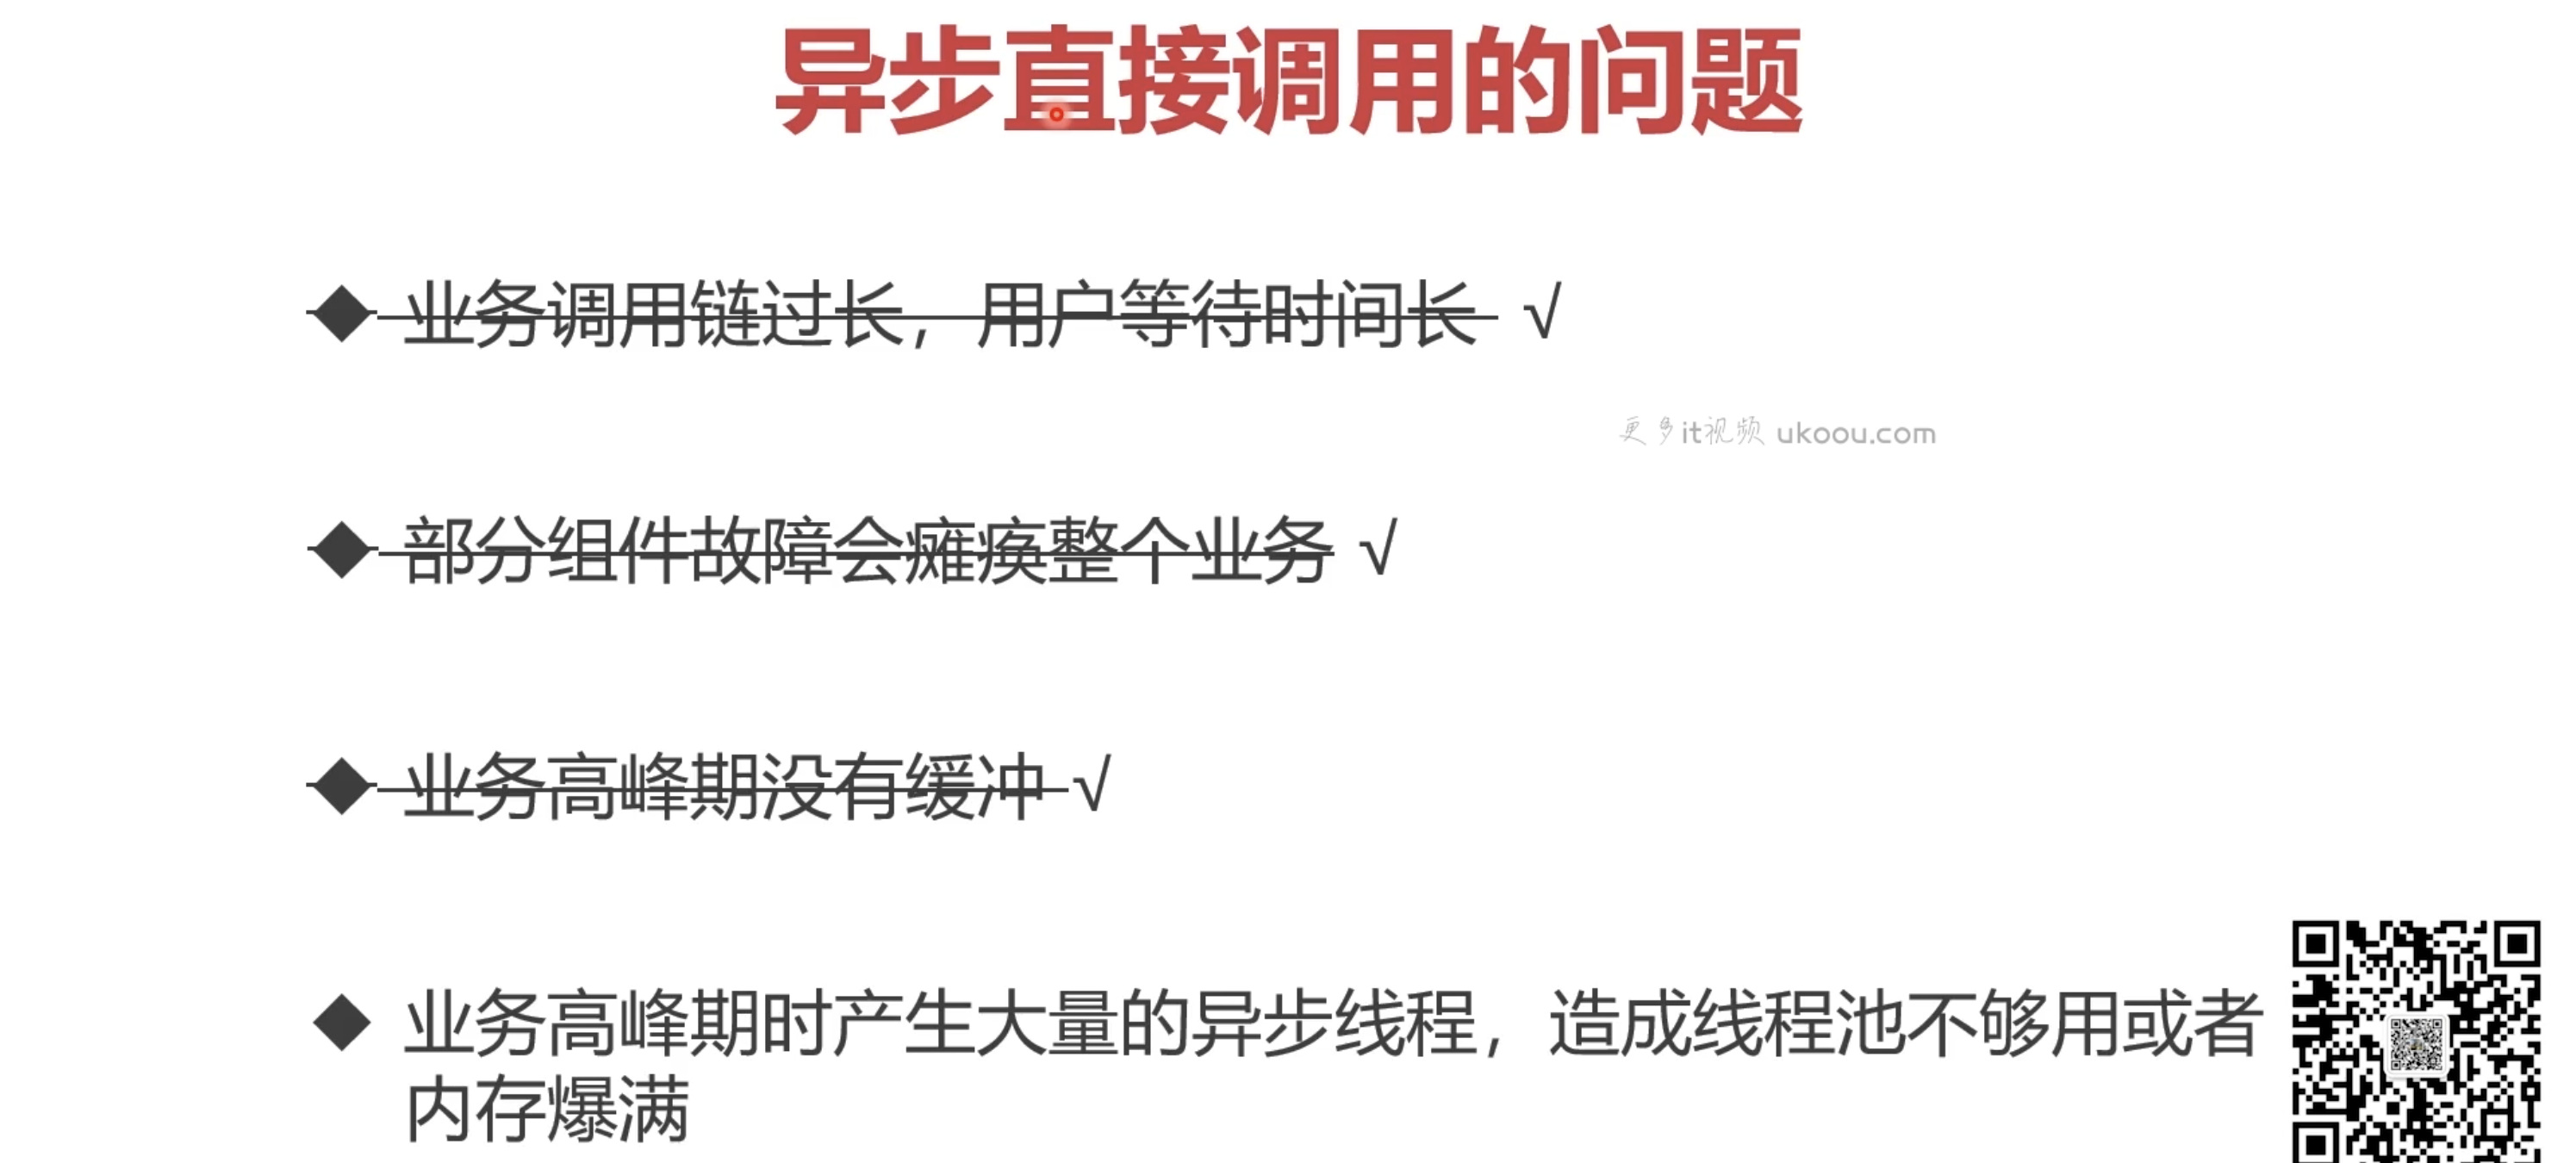 异步直接调用的问题
◆ 业务调用链过长，用户等待时间长 √
更多it视频 ukoou.com
◆ 部分组件故障会瘫痪整个业务 √
◆ 业务高峰期没有缓冲 √
◆ 业务高峰期时产生大量的异步线程，造成线程池不够用或者
内存爆满